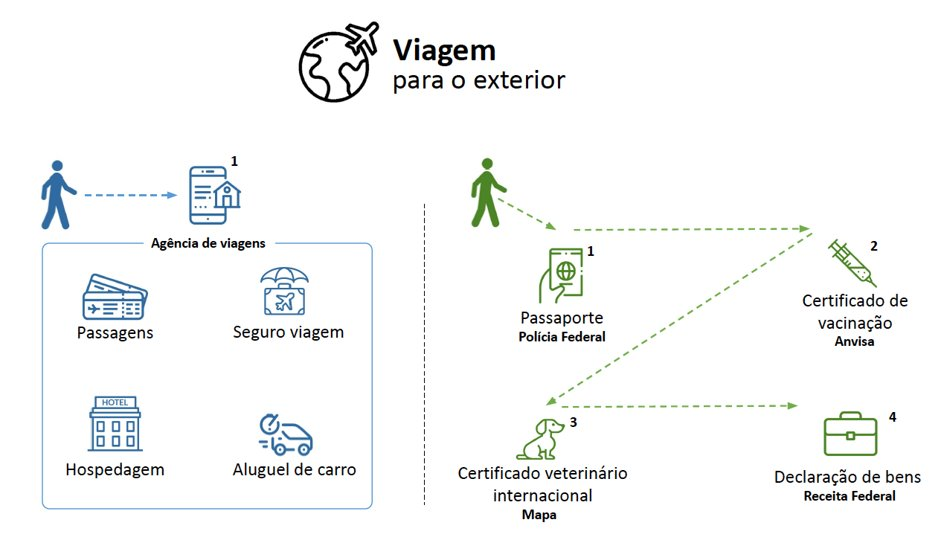 Viagem
para o exterior
1
Agência de viagens
Passagens
Seguro viagem
HOTEL
Hospedagem
Aluguel de carro
1
Passaporte
Polícia Federal
2
Certificado de
vacinação
Anvisa
3
Certificado veterinário
internacional
Mapa
4
Declaração de bens
Receita Federal